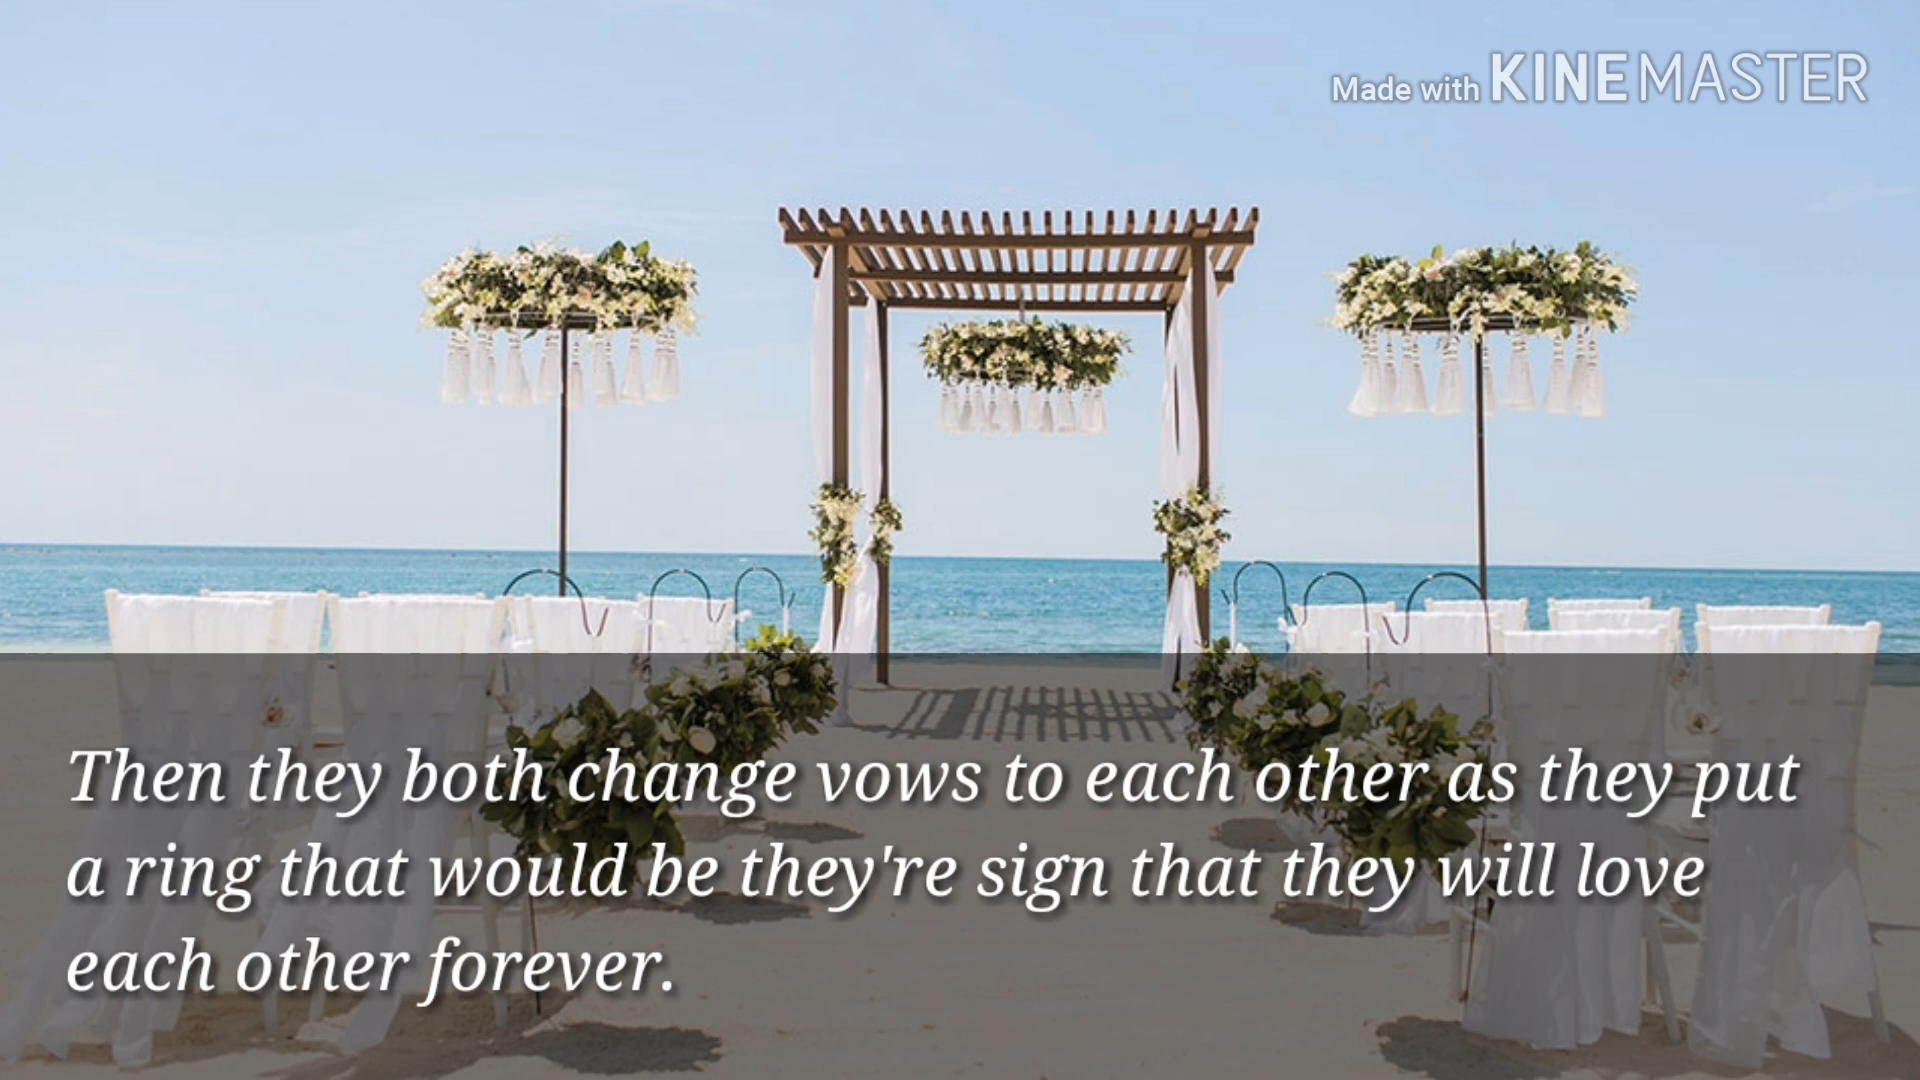 Made with KINEMASTER
Then they both change vows to each other as they put
a ring that would be they're sign that they will love
each other forever.